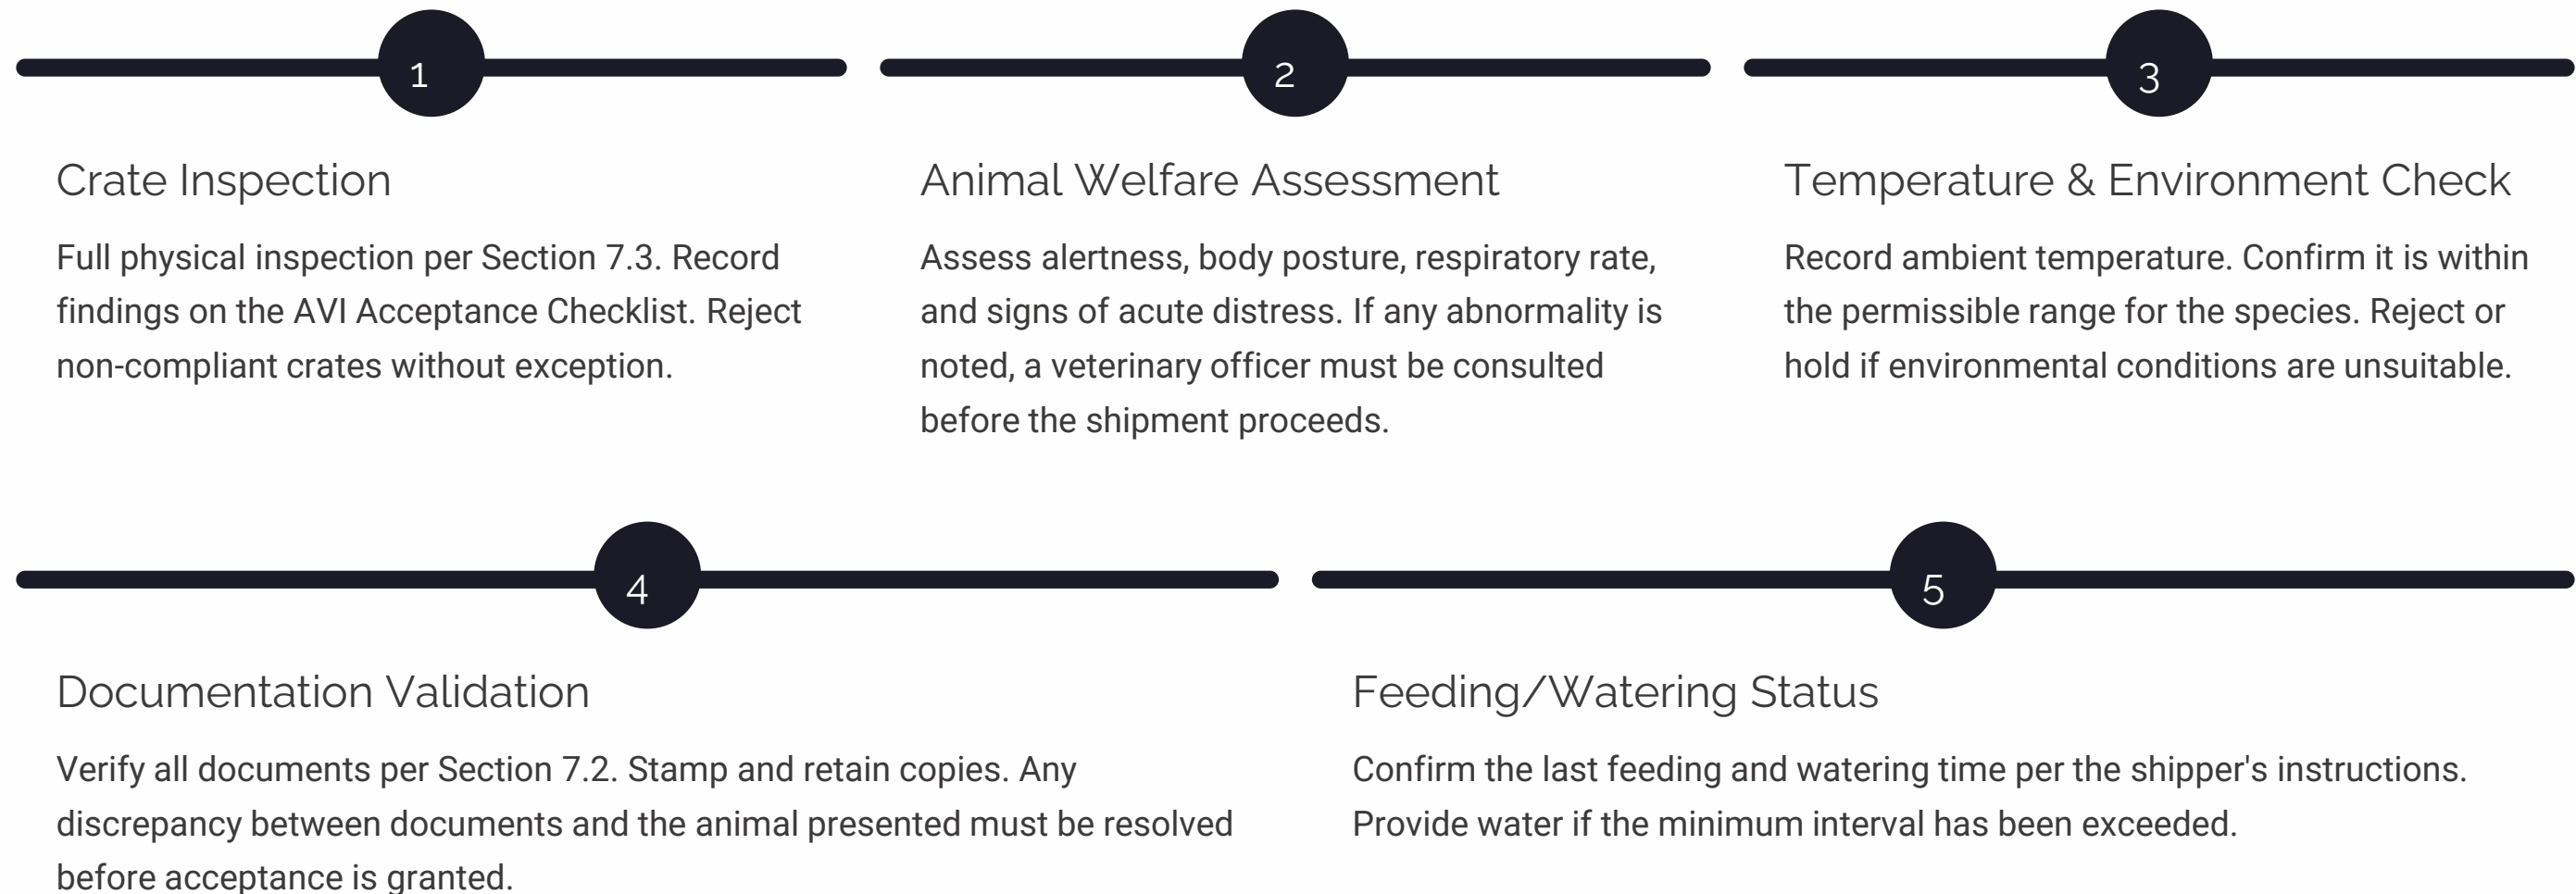 1
2
3
Crate Inspection
Full physical inspection per Section 7.3. Record
findings on the AVI Acceptance Checklist. Reject
non-compliant crates without exception.
Animal Welfare Assessment
Assess alertness, body posture, respiratory rate,
and signs of acute distress. If any abnormality is
noted, a veterinary officer must be consulted
before the shipment proceeds.
Temperature & Environment Check
Record ambient temperature. Confirm it is within
the permissible range for the species. Reject or
hold if environmental conditions are unsuitable.
4
5
Documentation Validation
Verify all documents per Section 7.2. Stamp and retain copies. Any
discrepancy between documents and the animal presented must be resolved
before acceptance is granted.
Feeding/Watering Status
Confirm the last feeding and watering time per the shipper's instructions.
Provide water if the minimum interval has been exceeded.